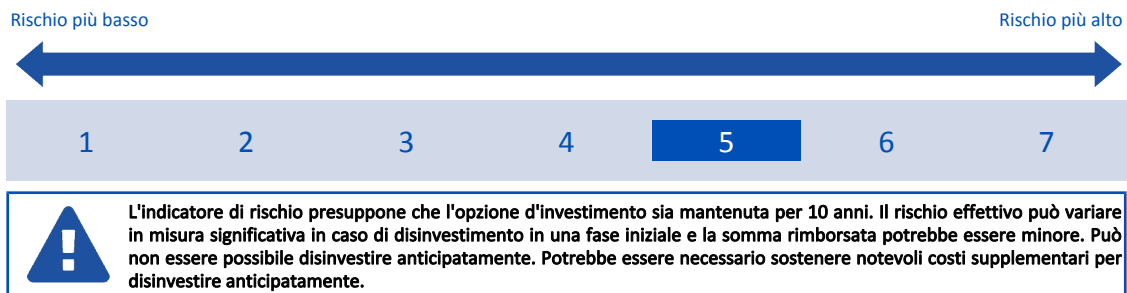 Rischio più basso Rischio più alto
1 2 3 4 5 6 7
L'indicatore di rischio presuppone che l'opzione d'investimento sia mantenuta per 10 anni. Il rischio effettivo può variare
in misura significativa in caso di disinvestimento in una fase iniziale e la somma rimborsata potrebbe essere minore. Può
non essere possibile disinvestire anticipatamente. Potrebbe essere necessario sostenere notevoli costi supplementari per
disinvestire anticipatamente.